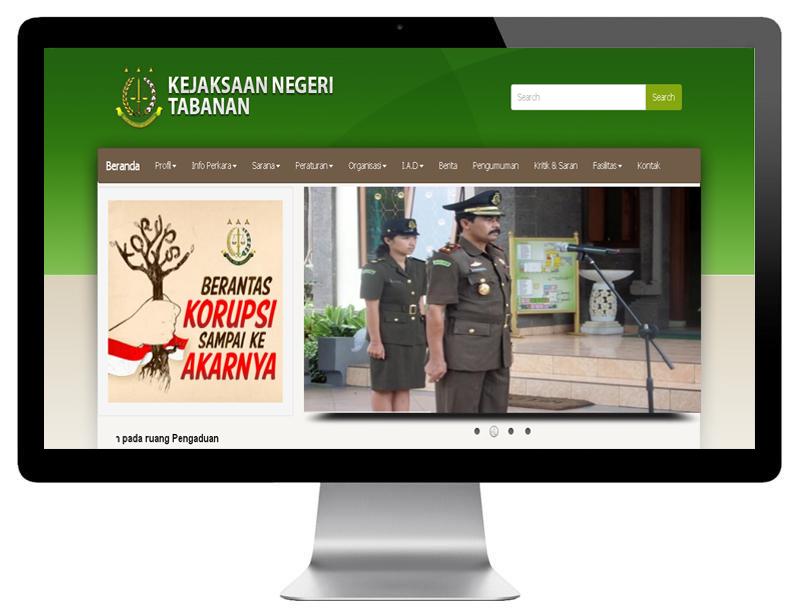 KEJAKSAAN NEGERI
TABANAN
Search
Search
Beranda
Profil
Info Perkara
Sarana
Peraturan
Organisasi
I.A.D
Berita
Pengumuman
Kritik & Saran
Fasilitas
Kontak
KORUPSI
BERANTAS
KORUPSI
SAMPAI KE
AKARNYA
n pada ruang Pengaduan